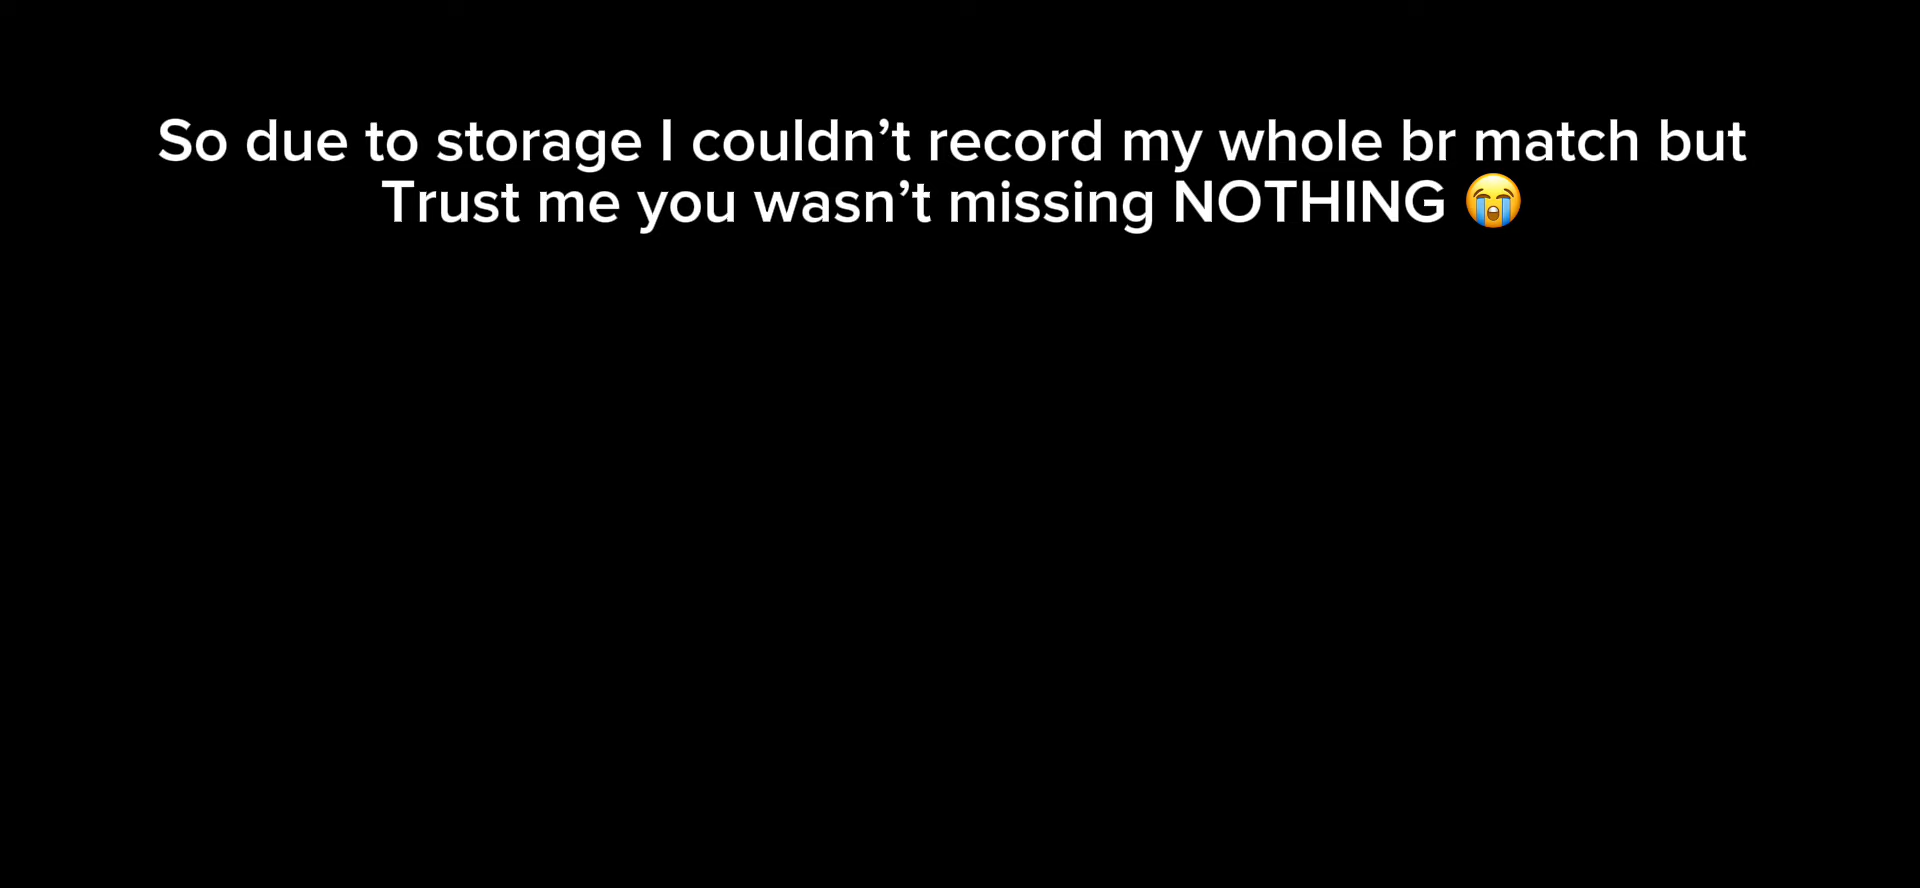 So due to storage I couldn’t record my whole br match but
Trust me you wasn’t missing NOTHING 😭